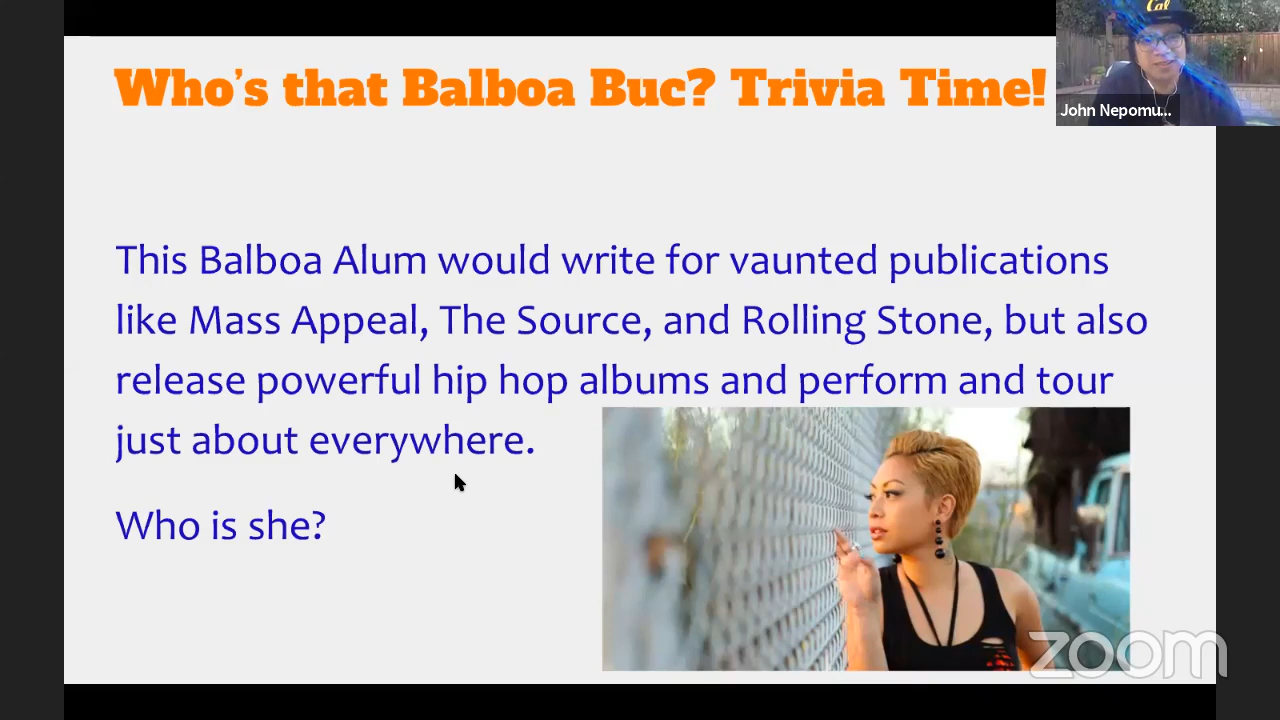 Who's that Balboa Buc? Trivia Time!
Cal
John Nepomu...
This Balboa Alum would write for vaunted publications
like Mass Appeal, The Source, and Rolling Stone, but also
release powerful hip hop albums and perform and tour
just about everywhere.
Who is she?
zoom